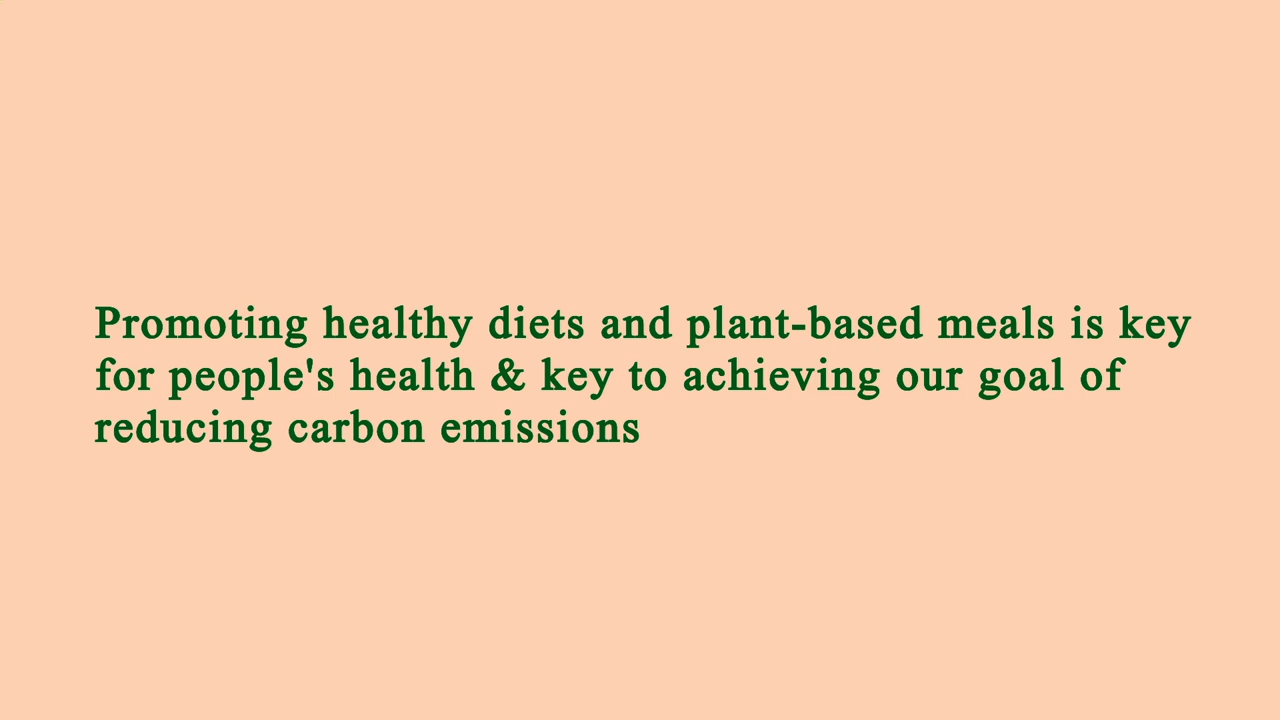 Promoting healthy diets and plant-based meals is key
for people's health & key to achieving our goal of
reducing carbon emissions